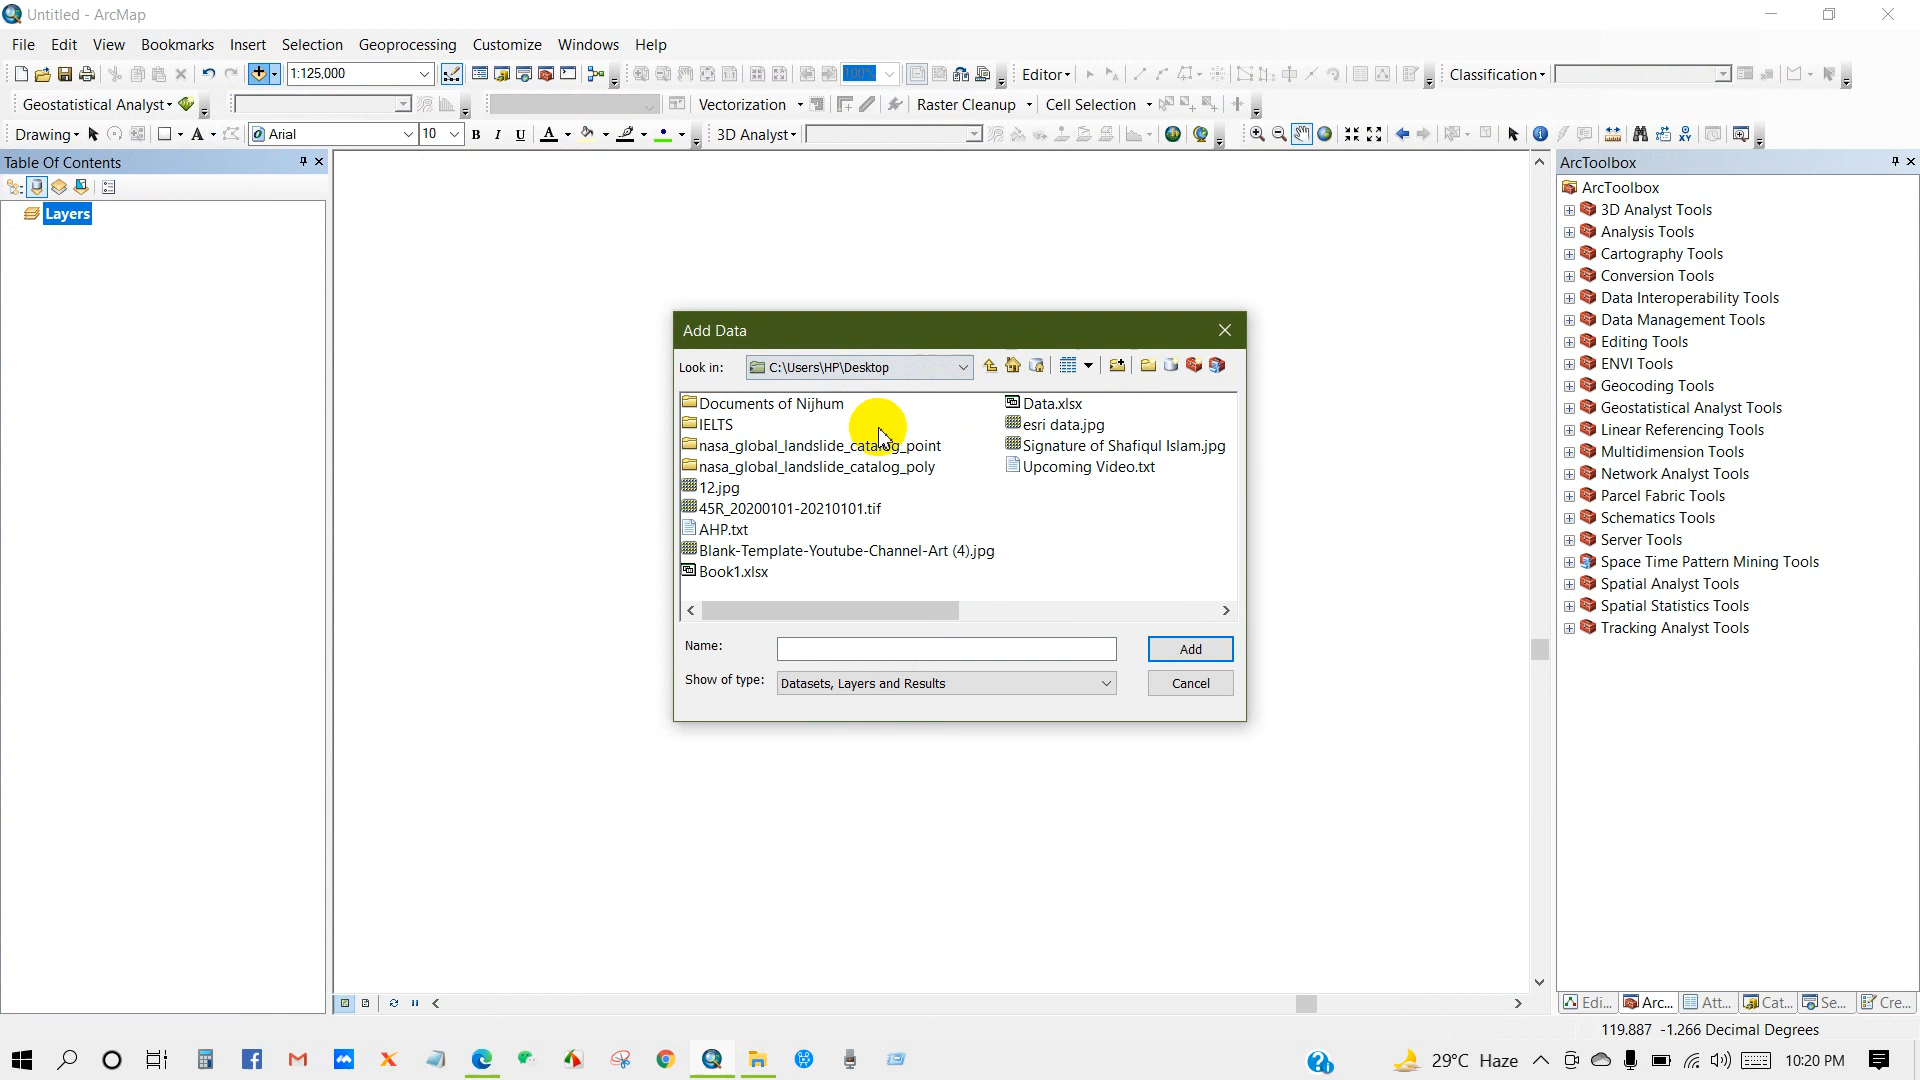 Untitled - ArcMap
File Edit View Bookmarks Insert Selection Geoprocessing Customize Windows Help
1:125,000 100% Editor Classification
Geostatistical Analyst Vectorization Raster Cleanup Cell Selection
Drawing A Arial 10 B I U A 3D Analyst
Table Of Contents
Layers
ArcToolbox
ArcToolbox
3D Analyst Tools
Analysis Tools
Cartography Tools
Conversion Tools
Data Interoperability Tools
Data Management Tools
Editing Tools
ENVI Tools
Geocoding Tools
Geostatistical Analyst Tools
Linear Referencing Tools
Multidimension Tools
Network Analyst Tools
Parcel Fabric Tools
Schematics Tools
Server Tools
Space Time Pattern Mining Tools
Spatial Analyst Tools
Spatial Statistics Tools
Tracking Analyst Tools
Add Data
Look in: C:\Users\HP\Desktop
Documents of Nijhum
IELTS
nasa_global_landslide_catalog_point
nasa_global_landslide_catalog_poly
12.jpg
45R_20200101-20210101.tif
AHP.txt
Blank-Template-Youtube-Channel-Art (4).jpg
Book1.xlsx
Data.xlsx
esri data.jpg
Signature of Shafiqul Islam.jpg
Upcoming Video.txt
Name: Add
Show of type: Datasets, Layers and Results Cancel
Edi... Arc... Att... Cat... Se... Cre...
119.887 -1.266 Decimal Degrees
29°C Haze 10:20 PM